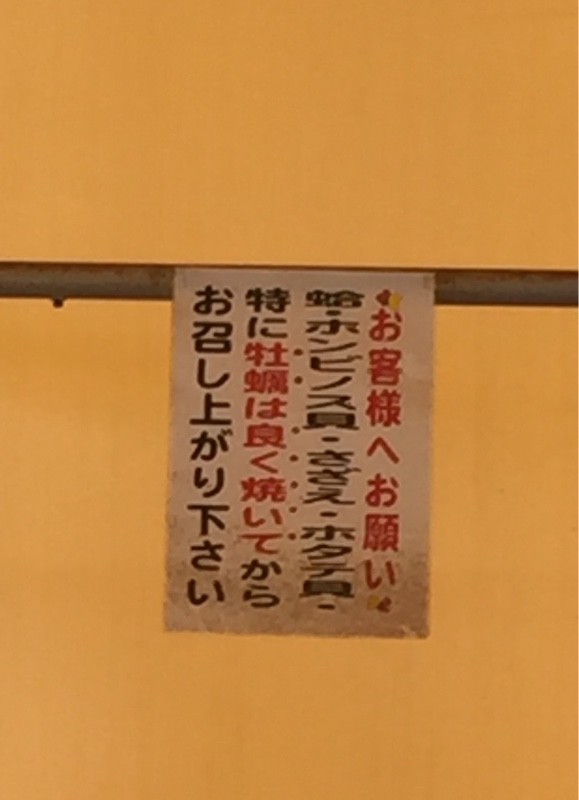 お客様へお願い
蛤・ホンビノス貝・さざえ・ホタテ貝・
特に牡蠣は良く焼いてから
お召し上がり下さい